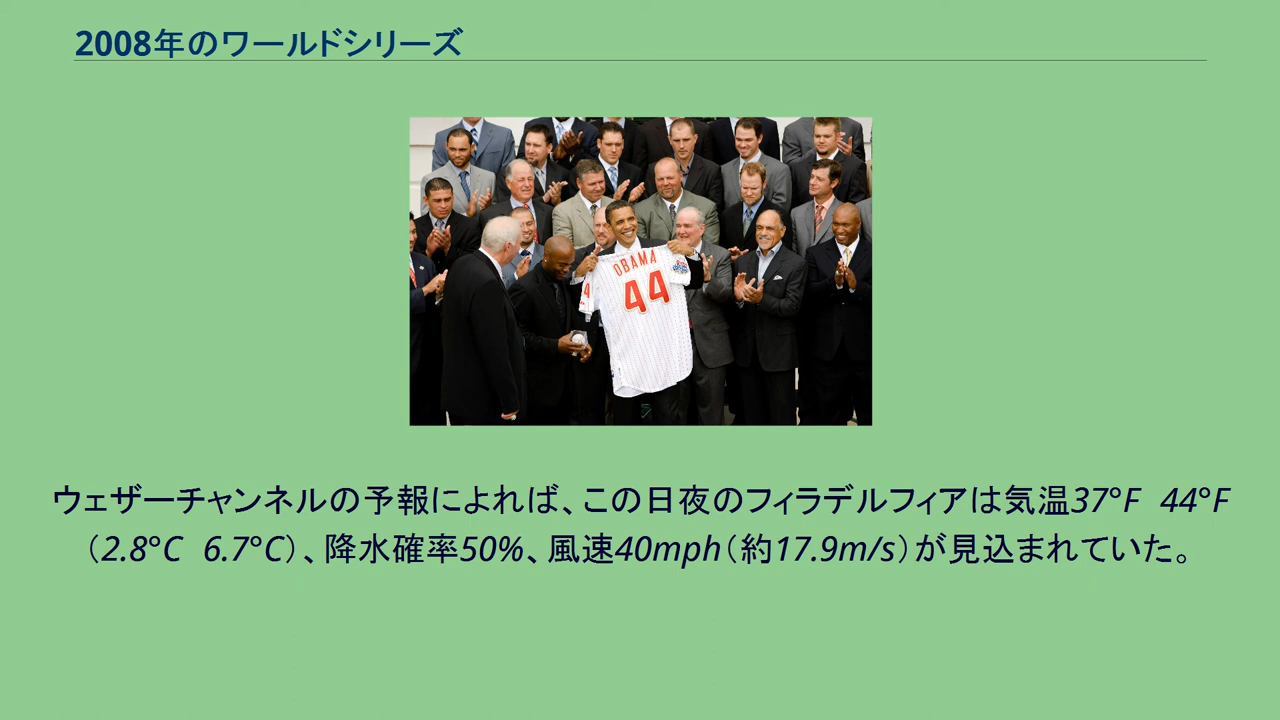 2008年のワールドシリーズ
OBAMA
44
ウェザーチャンネルの予報によれば、この日夜のフィラデルフィアは気温37°F 44°F
（2.8°C 6.7°C）、降水確率50%、風速40mph（約17.9m/s）が見込まれていた。